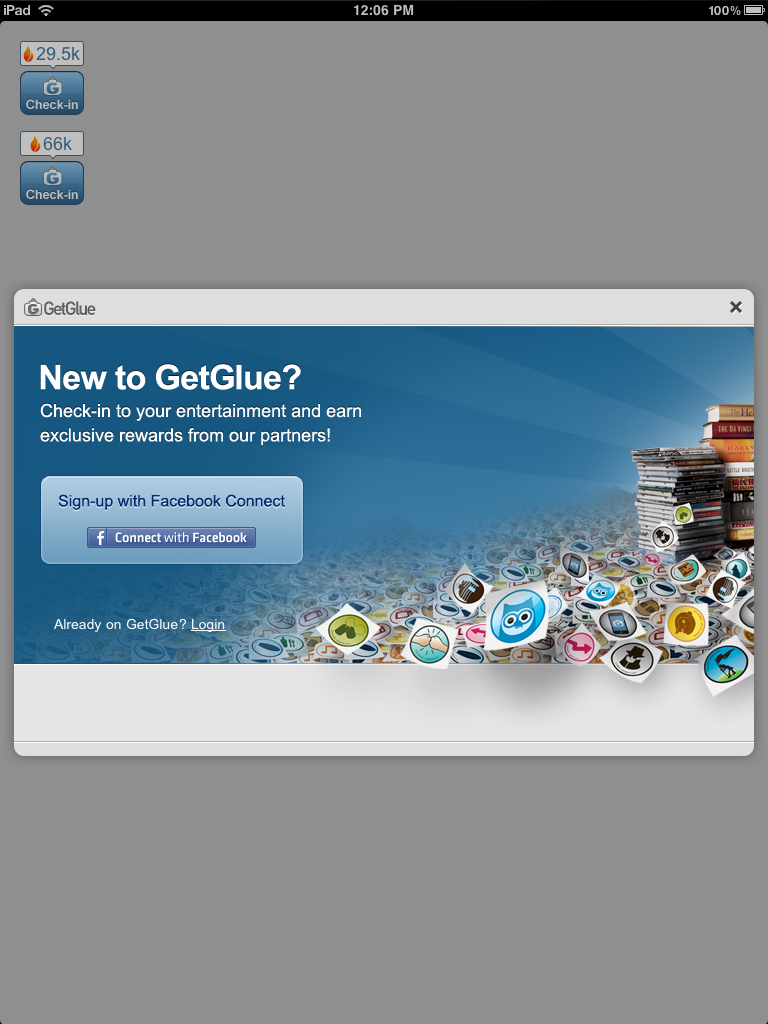 iPad 12:06 PM 100%
29.5k
Check-in
66k
Check-in
GetGlue
New to GetGlue?
Check-in to your entertainment and earn
exclusive rewards from our partners!
Sign-up with Facebook Connect
Connect with Facebook
Already on GetGlue? Login
THE DA VINCI